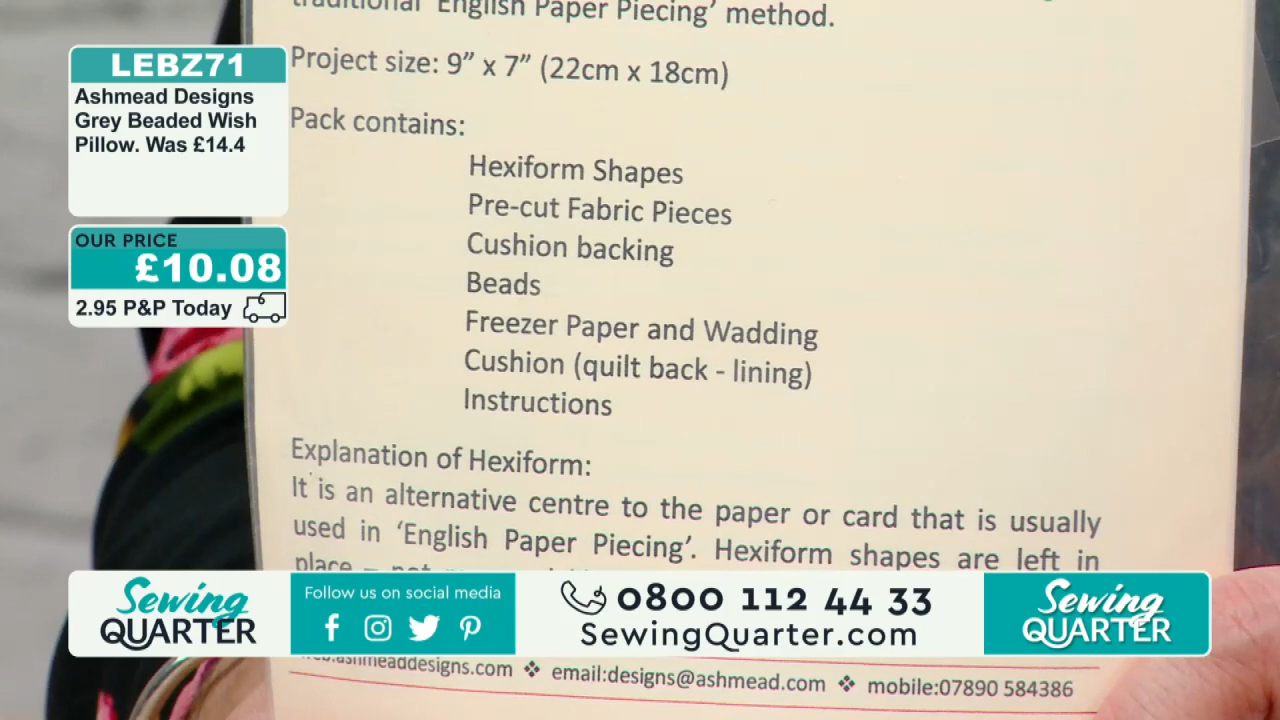 traditional 'English Paper Piecing' method.
Project size: 9” x 7” (22cm x 18cm)
Pack contains:
Hexiform Shapes
Pre-cut Fabric Pieces
Cushion backing
Beads
Freezer Paper and Wadding
Cushion (quilt back - lining)
Instructions
Explanation of Hexiform:
It is an alternative centre to the paper or card that is usually
used in ‘English Paper Piecing’. Hexiform shapes are left in
place – not
LEBZ71
Ashmead Designs
Grey Beaded Wish
Pillow. Was £14.4
OUR PRICE
£10.08
2.95 P&P Today
Sewing
QUARTER
Follow us on social media
0800 112 44 33
SewingQuarter.com
Sewing
QUARTER
web:ashmeaddesigns.com ❖ email:designs@ashmead.com ❖ mobile:07890 584386